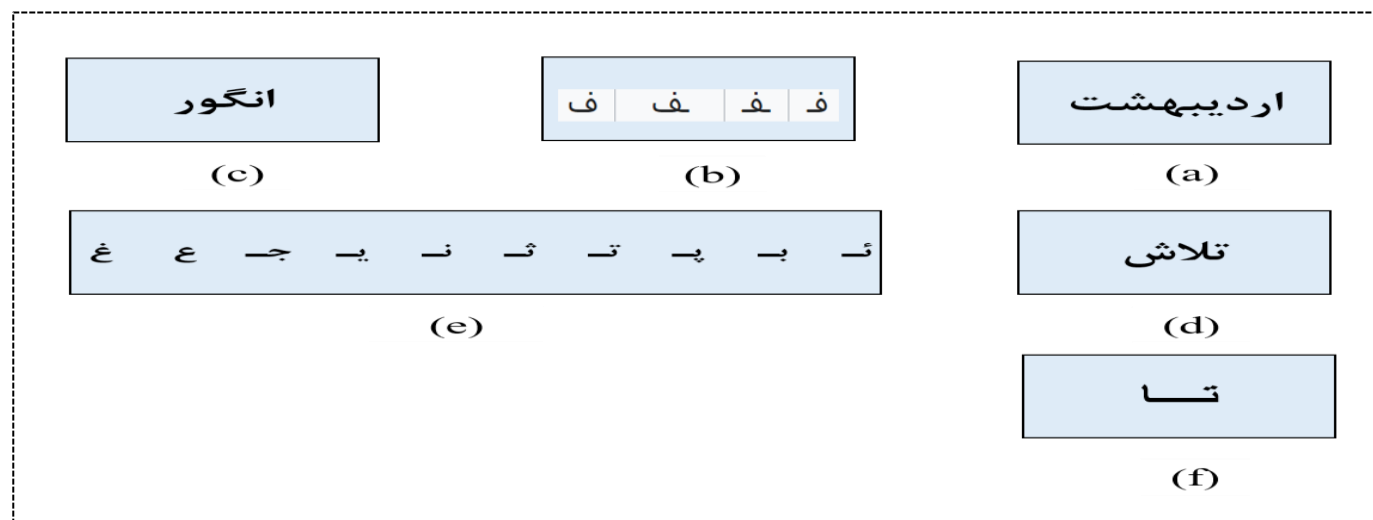 اردیبهشت
(a)
فـ ـفـ ـف ف
(b)
انگور
(c)
تلاش
(d)
ئـ بـ پـ تـ ثـ نـ یـ جـ ع غ
(e)
تـــا
(f)